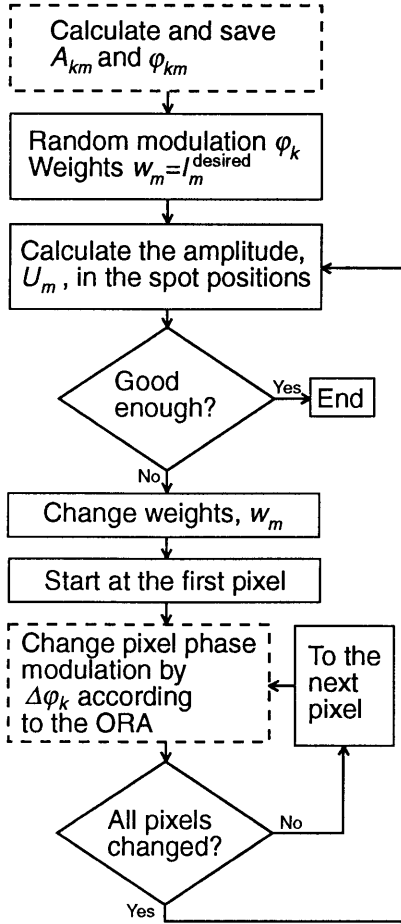 Calculate and save
A_km and φ_km
Random modulation φ_k
Weights w_m=I_m^desired
Calculate the amplitude,
U_m, in the spot positions
Good
enough?
Yes
End
No
Change weights, w_m
Start at the first pixel
Change pixel phase
modulation by
Δφ_k according
to the ORA
To the
next
pixel
All pixels
changed?
No
Yes